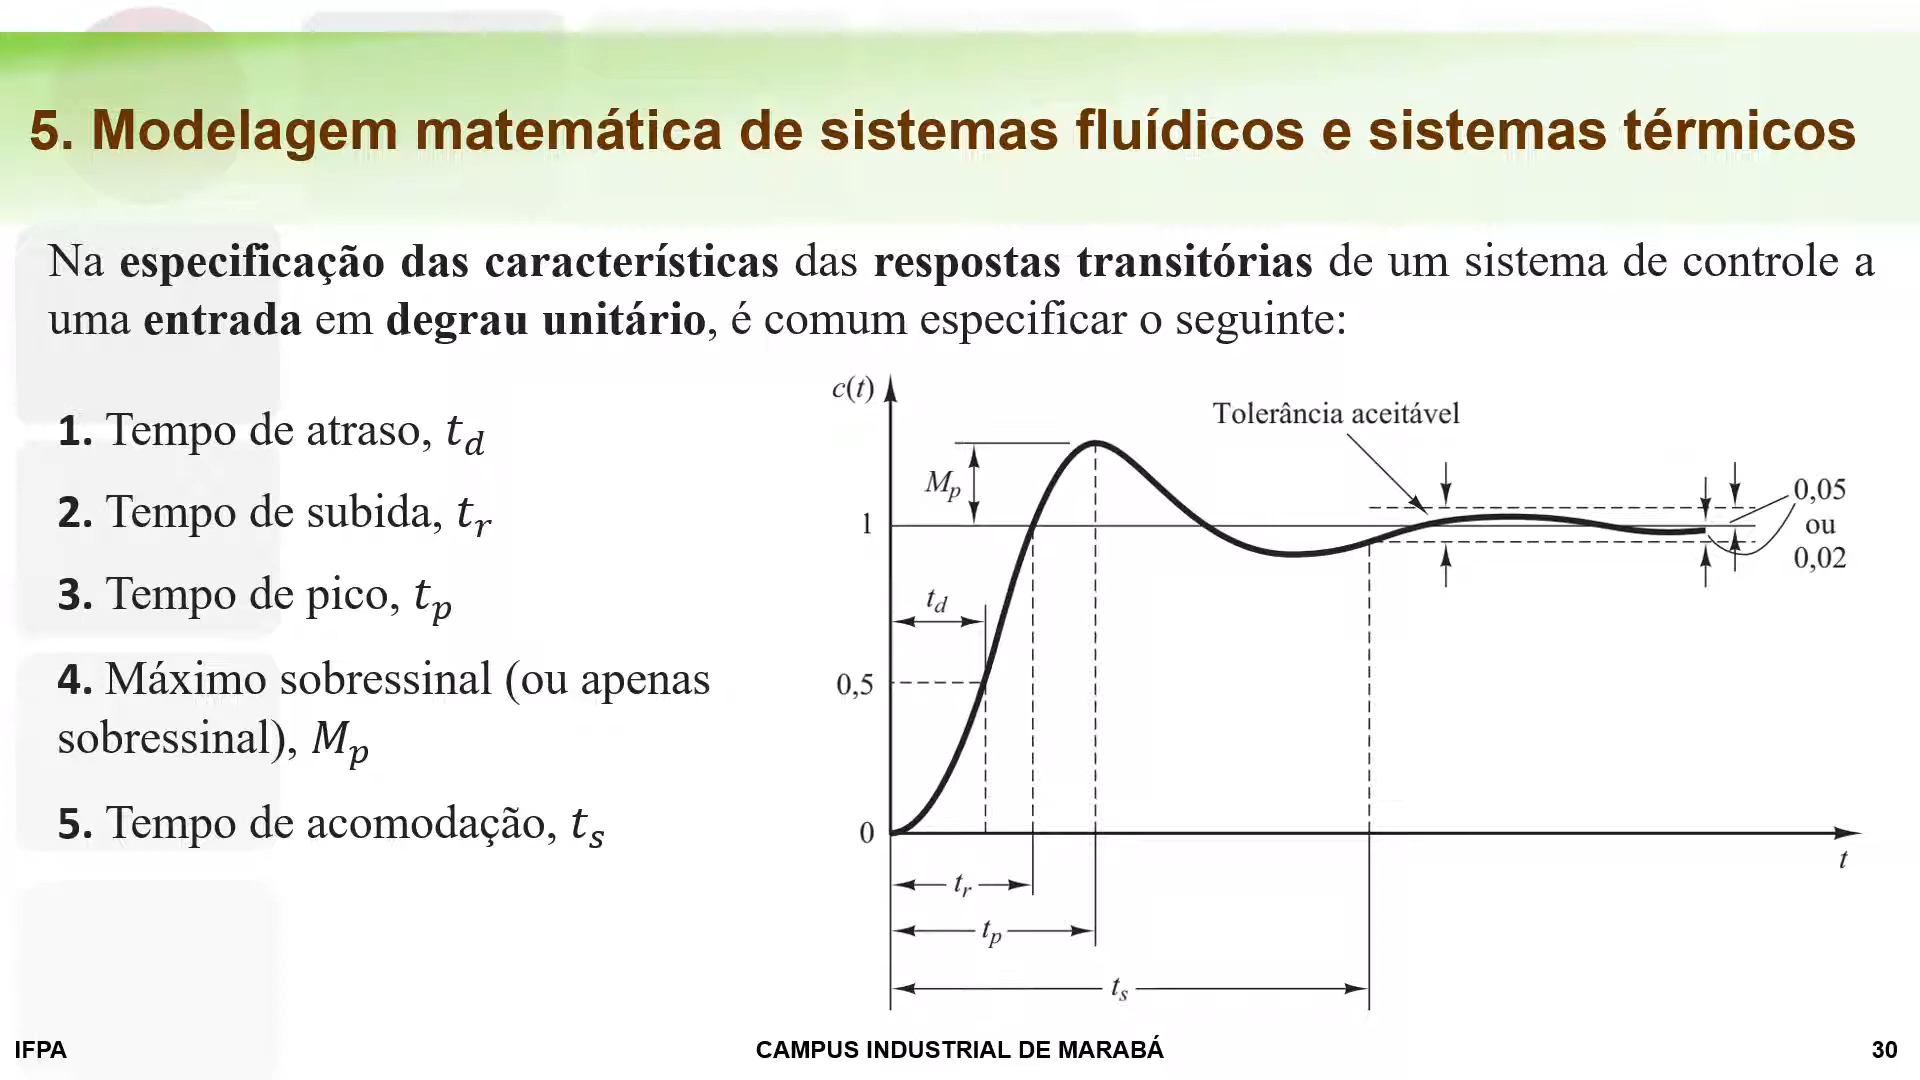 5. Modelagem matemática de sistemas fluídicos e sistemas térmicos
Na especificação das características das respostas transitórias de um sistema de controle a
uma entrada em degrau unitário, é comum especificar o seguinte:
1. Tempo de atraso, t_d
2. Tempo de subida, t_r
3. Tempo de pico, t_p
4. Máximo sobressinal (ou apenas
sobressinal), M_p
5. Tempo de acomodação, t_s
c(t)
Tolerância aceitável
M_p
0,05
1
ou
0,02
t_d
0,5
0
t
t_r
t_p
t_s
IFPA
CAMPUS INDUSTRIAL DE MARABÁ
30